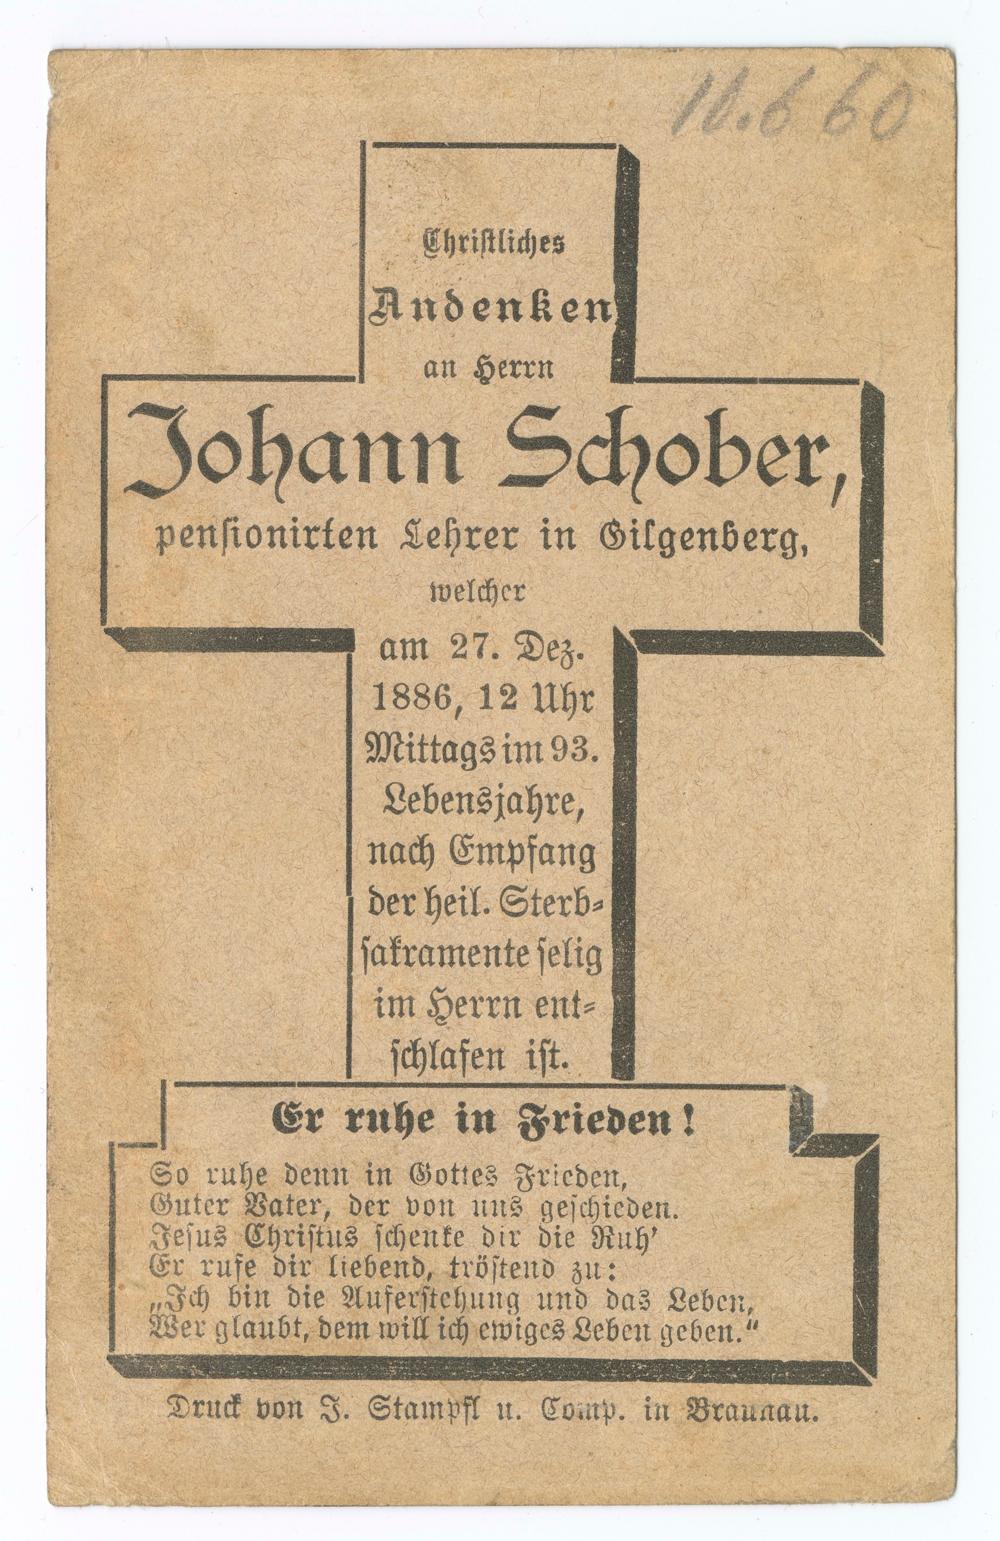 Christliches
Andenken
an Herrn
Johann Schober,
pensionirten Lehrer in Gilgenberg,
welcher
am 27. Dez.
1886, 12 Uhr
Mittags im 93.
Lebensjahre,
nach Empfang
der heil. Sterb-
sakramente selig
im Herrn ent-
schlafen ist.
Er ruhe in Frieden!
So ruhe denn in Gottes Frieden,
Guter Vater, der von uns geschieden.
Jesus Christus schenke dir die Ruh'
Er rufe dir liebend, tröstend zu:
„Ich bin die Auferstehung und das Leben,
Wer glaubt, dem will ich ewiges Leben geben.“
Druck von J. Stampfl u. Comp. in Braunau.